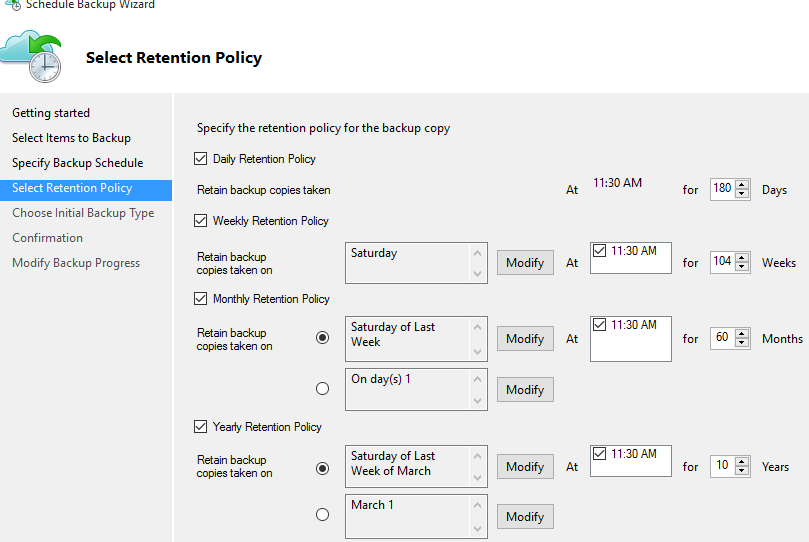 Schedule Backup Wizard
Select Retention Policy
Getting started
Select Items to Backup
Specify Backup Schedule
Select Retention Policy
Choose Initial Backup Type
Confirmation
Modify Backup Progress
Specify the retention policy for the backup copy
Daily Retention Policy
Retain backup copies taken At 11:30 AM for 180 Days
Weekly Retention Policy
Retain backup
copies taken on
Saturday
Modify At 11:30 AM for 104 Weeks
Monthly Retention Policy
Retain backup
copies taken on
Saturday of Last
Week
Modify At 11:30 AM for 60 Months
On day(s) 1
Modify
Yearly Retention Policy
Retain backup
copies taken on
Saturday of Last
Week of March
Modify At 11:30 AM for 10 Years
March 1
Modify